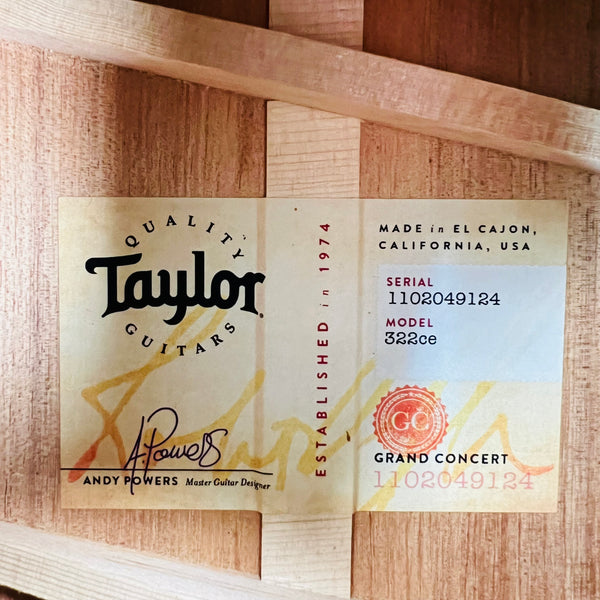 QUALITY
Taylor
GUITARS
A. Powers
ANDY POWERS Master Guitar Designer
ESTABLISHED in 1974
MADE in EL CAJON,
CALIFORNIA, USA
SERIAL
1102049124
MODEL
322ce
GC
GRAND CONCERT
1102049124